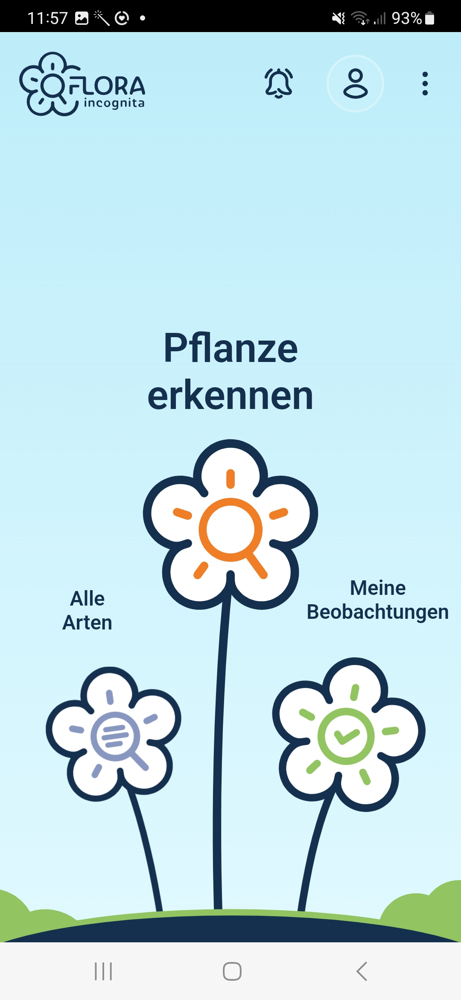 11:57
93%
FLORA
incognita
Pflanze
erkennen
Meine
Beobachtungen
Alle
Arten